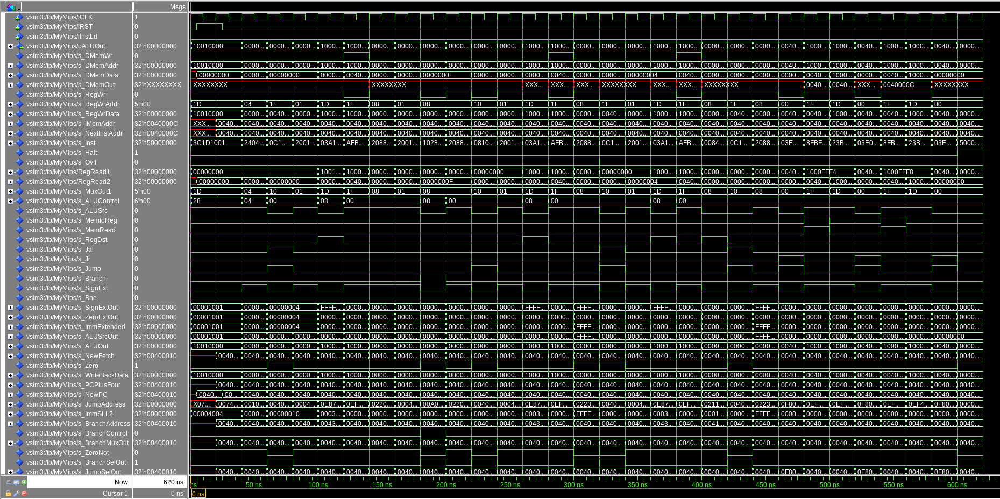 Msgs
vsim3:/tb/MyMips/iCLK 1
vsim3:/tb/MyMips/iRST 0
vsim3:/tb/MyMips/iInstLd 0
vsim3:/tb/MyMips/oALUOut 32'h00000000 10010000 0000... 0000... 0000... 1000... 1000... 0000... 0000... 0000... 0000... 0000... 0000... 1000... 1000... 0000... 0000... 0000... 1000... 1000... 0000... 0000... 0000... 0040... 1000... 1000... 0040... 1000... 1000... 0040... 0000...
vsim3:/tb/MyMips/s_DMemWr 0
vsim3:/tb/MyMips/s_DMemAddr 32'h00000000 10010000 0000... 0000... 0000... 1000... 1000... 0000... 0000... 0000... 0000... 0000... 0000... 1000... 1000... 0000... 0000... 0000... 1000... 1000... 0000... 0000... 0000... 0040... 1000... 1000... 0040... 1000... 1000... 0040... 0000...
vsim3:/tb/MyMips/s_DMemData 32'h00000000 00000000 0000... 00000000 0000... 0040... 0000... 0000... 0000000F 0000... 0000... 0000... 0040... 0000... 0000... 00000004 0040... 0000... 0000... 0000... 0000... 0040... 1000... 0000... 0040... 1000... 00000000
vsim3:/tb/MyMips/s_DMemOut 32'hXXXXXXXX XXXXXXXX XXXXXXXX XXX... XXX... XXX... XXXXXXXX XXX... XXX... XXXXXXXX 0040... 0040... XXX... 0040000C XXXXXXXX
vsim3:/tb/MyMips/s_RegWr 0
vsim3:/tb/MyMips/s_RegWrAddr 5'h00 1D 04 1F 01 1D 1F 08 01 08 10 01 1D 1F 08 1F 01 1D 1F 08 1F 08 00 1F 1D 00 1F 1D 00
vsim3:/tb/MyMips/s_RegWrData 32'h00000000 10010000 0000... 0040... 0000... 1000... 1000... 0000... 0000... 0000... 0000... 0000... 0000... 1000... 1000... 0000... 0040... 0000... 1000... 1000... 0000... 0040... 0000... 0040... 0040... 1000... 0040... 0040... 1000... 0040... 0000...
vsim3:/tb/MyMips/s_IMemAddr 32'h0040000C XXX... 0040... 0040... 0040... 0040... 0040... 0040... 0040... 0040... 0040... 0040... 0040... 0040... 0040... 0040... 0040... 0040... 0040... 0040... 0040... 0040... 0040... 0040... 0040... 0040... 0040... 0040... 0040... 0040... 0040... 0040...
vsim3:/tb/MyMips/s_NextInstAddr 32'h0040000C XXX... 0040... 0040... 0040... 0040... 0040... 0040... 0040... 0040... 0040... 0040... 0040... 0040... 0040... 0040... 0040... 0040... 0040... 0040... 0040... 0040... 0040... 0040... 0040... 0040... 0040... 0040... 0040... 0040... 0040... 0040...
vsim3:/tb/MyMips/s_Inst 32'h50000000 3C1D1001 2404... 0C1... 2001... 03A1... AFB... 2088... 2001... 1028... 2088... 0810... 2001... 03A1... AFB... 2088... 0C1... 2001... 03A1... AFB... 0084... 0C1... 2088... 03E... 8FBF... 23B... 03E0... 8FB... 23B... 03E... 5000...
vsim3:/tb/MyMips/s_Halt 1
vsim3:/tb/MyMips/s_Ovfl 0
vsim3:/tb/MyMips/RegRead1 32'h00000000 00000000 1001... 1000... 0000... 0000... 0000... 0000... 00000000 1000... 1000... 0000... 00000000 1000... 1000... 0000... 0000... 0000... 0040... 1000FFF4 0040... 1000FFF8 0040... 0000...
vsim3:/tb/MyMips/RegRead2 32'h00000000 00000000 0000... 00000000 0000... 0040... 0000... 0000... 0000000F 0000... 0000... 0000... 0040... 0000... 0000... 00000004 0040... 0000... 0000... 0000... 0000... 0040... 1000... 0000... 0040... 1000... 00000000
vsim3:/tb/MyMips/s_MuxOut1 5'h00 1D 04 10 01 1D 1F 08 01 08 10 01 1D 1F 08 10 01 1D 1F 08 10 08 00 1F 1D 00 1F 1D 00
vsim3:/tb/MyMips/s_ALUControl 6'h00 28 04 00 08 00 08 00 08 00 08 00
vsim3:/tb/MyMips/s_ALUSrc 0
vsim3:/tb/MyMips/s_MemtoReg 0
vsim3:/tb/MyMips/s_MemRead 0
vsim3:/tb/MyMips/s_RegDst 0
vsim3:/tb/MyMips/s_Jal 0
vsim3:/tb/MyMips/s_Jr 0
vsim3:/tb/MyMips/s_Jump 0
vsim3:/tb/MyMips/s_Branch 0
vsim3:/tb/MyMips/s_SignExt 0
vsim3:/tb/MyMips/s_Bne 0
vsim3:/tb/MyMips/s_SignExtOut 32'h00000000 00001001 0000... 00000004 FFFF... 0000... 0000... 0000... 0000... 0000... 0000... 0000... FFFF... 0000... FFFF... 0000... 0000... FFFF... 0000... 0000... 0000... FFFF... 0000... 0000... 0000... 0000... 0000... 0000... 0000... 0000...
vsim3:/tb/MyMips/s_ZeroExtOut 32'h00000000 00001001 0000... 00000004 0000... 0000... 0000... 0000... 0000... 0000... 0000... 0000... 0000... 0000... 0000... 0000... 0000... 0000... 0000... 0000... 0000... 0000... 0000... 0000... 0000... 0000... 0000... 0000... 0000... 0000...
vsim3:/tb/MyMips/s_ImmExtended 32'h00000000 00001001 0000... 00000004 0000... 0000... 0000... 0000... 0000... 0000... 0000... 0000... 0000... 0000... FFFF... 0000... 0000... 0000... 0000... 0000... 0000... FFFF... 0000... 0000... 0000... 0000... 0000... 0000... 0000... 0000...
vsim3:/tb/MyMips/s_ALUSrcOut 32'h00000000 00001001 0000... 0000... 0000... 0000... 0000... 0000... 0000... 0000... 0000... 0000... 0000... 0000... 0000... FFFF... 0000... 0000... 0000... 0000... 0000... 0000... FFFF... 0000... 0000... 0000... 0000... 0000... 0000... 00000000
vsim3:/tb/MyMips/s_ALUOut 32'h00000000 10010000 0000... 0000... 0000... 1000... 1000... 0000... 0000... 0000... 0000... 0000... 0000... 1000... 1000... 0000... 0000... 0000... 1000... 1000... 0000... 0000... 0000... 0040... 1000... 1000... 0040... 1000... 1000... 0040... 0000...
vsim3:/tb/MyMips/s_NewFetch 32'h00400010 0040... 0040... 0040... 0040... 0040... 0040... 0040... 0040... 0040... 0040... 0040... 0040... 0040... 0040... 0040... 0040... 0040... 0040... 0040... 0040... 0040... 0040... 0040... 0040... 0040... 0040... 0040... 0040... 0040... 0040...
vsim3:/tb/MyMips/s_Zero 1
vsim3:/tb/MyMips/s_WriteBackData 32'h00000000 10010000 0000... 0000... 0000... 1000... 1000... 0000... 0000... 0000... 0000... 0000... 0000... 1000... 1000... 0000... 0000... 0000... 1000... 1000... 0000... 0000... 0000... 0040... 0040... 1000... 0040... 0040... 1000... 0040... 0000...
vsim3:/tb/MyMips/s_PCPlusFour 32'h00400010 0040... 0040... 0040... 0040... 0040... 0040... 0040... 0040... 0040... 0040... 0040... 0040... 0040... 0040... 0040... 0040... 0040... 0040... 0040... 0040... 0040... 0040... 0040... 0040... 0040... 0040... 0040... 0040... 0040... 0040...
vsim3:/tb/MyMips/s_NewPC 32'h00400010 0040... 00... 0040... 0040... 0040... 0040... 0040... 0040... 0040... 0040... 0040... 0040... 0040... 0040... 0040... 0040... 0040... 0040... 0040... 0040... 0040... 0040... 0040... 0040... 0040... 0040... 0040... 0040... 0040... 0040... 0040...
vsim3:/tb/MyMips/s_JumpAddress 32'h00000000 X07... 0074... 0010... 0040... 0004... 0E87... 0EF... 0220... 0004... 00A0... 0220... 0040... 0004... 0E87... 0EF... 0223... 0040... 0004... 0E87... 0EF... 0211... 0040... 0223... 0F80... 0EF... 0EF... 0F80... 0EF... 0EF4... 0F80... 0000...
vsim3:/tb/MyMips/s_ImmSLL2 32'h00000000 00004004 0000... 00000010 0003... 0000... 0000... 0000... 0000... 0000... 0000... 0000... 0003... 0000... FFFF... 0000... 0000... 0003... 0000... 0001... 0000... FFFF... 0000... 0000... 0000... 0000... 0000... 0000... 0000... 0000...
vsim3:/tb/MyMips/s_BranchAddress 32'h00400010 0040... 0040... 0040... 0040... 0043... 0040... 0040... 0040... 0040... 0040... 0040... 0040... 0043... 0040... 0040... 0040... 0040... 0043... 0040... 0041... 0040... 0040... 0040... 0040... 0040... 0040... 0040... 0040... 0040... 0040...
vsim3:/tb/MyMips/s_BranchControl 0
vsim3:/tb/MyMips/s_BranchMuxOut 32'h00400010 0040... 0040... 0040... 0040... 0040... 0040... 0040... 0040... 0040... 0040... 0040... 0040... 0040... 0040... 0040... 0040... 0040... 0040... 0040... 0040... 0040... 0040... 0040... 0040... 0040... 0040... 0040... 0040... 0040... 0040...
vsim3:/tb/MyMips/s_ZeroNot 0
vsim3:/tb/MyMips/s_BranchSelOut 1
vsim3:/tb/MyMips/s_JumpSelOut 32'h00400010 0040... 0040... 0040... 0040... 0040... 0040... 0040... 0040... 0040... 0040... 0040... 0040... 0040... 0040... 0040... 0040... 0040... 0040... 0040... 0040... 0040... 0040... 0F80... 0040... 0040... 0F80... 0040... 0040... 0F80... 0040...
Now 620 ns ns 50 ns 100 ns 150 ns 200 ns 250 ns 300 ns 350 ns 400 ns 450 ns 500 ns 550 ns 600 ns
Cursor 1 0 ns 0 ns